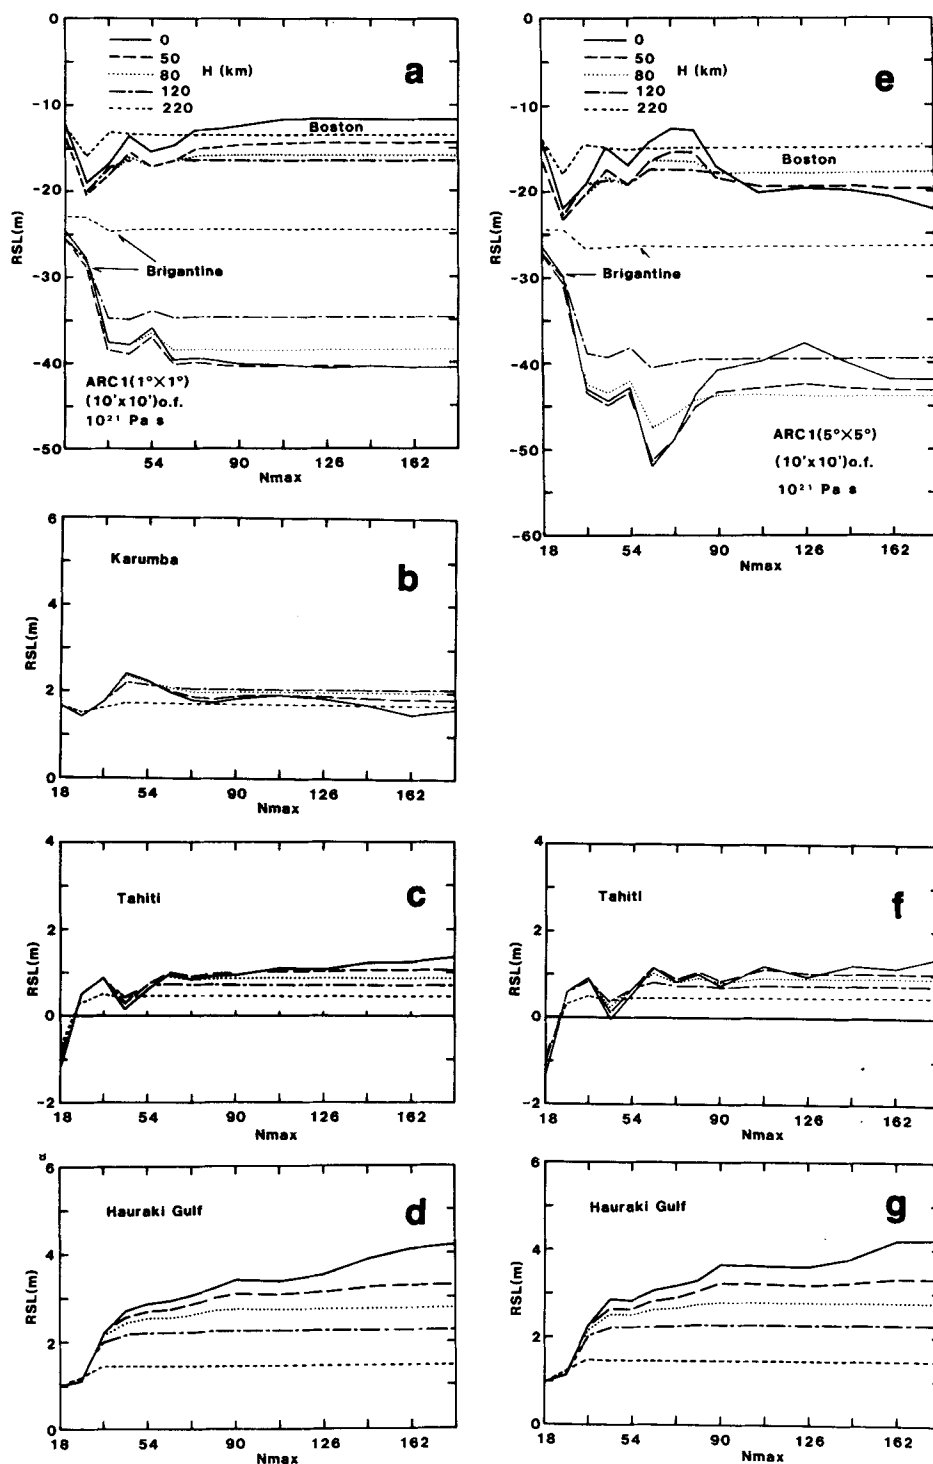 0
0
50
80 H (km)
120
220
a
-10
Boston
-20
RSL(m)
-30
Brigantine
-40
ARC1(1°X1°)
(10'x10')o.f.
10²¹ Pa s
-50
54 90 126 162
Nmax
0
0
50
80 H (km)
120
220
e
-10
Boston
-20
RSL(m)
-30
Brigantine
-40
-50
ARC1(5°X5°)
(10'x10')o.f.
10²¹ Pa s
-60
18 54 90 126 162
Nmax
6
Karumba
b
4
RSL(m)
2
0
18 54 90 126 162
Nmax
4
Tahiti
c
2
RSL(m)
0
-2
18 54 90 126 162
Nmax
4
Tahiti
f
2
RSL(m)
0
-2
18 54 90 126 162
Nmax
6
Hauraki Gulf
d
4
RSL(m)
2
0
18 54 90 126 162
Nmax
6
Hauraki Gulf
g
4
RSL(m)
2
0
18 54 90 126 162
Nmax